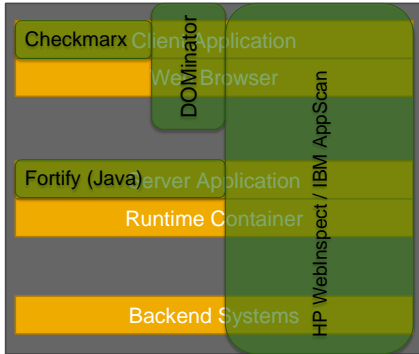 Checkmarx
Client Application
Web Browser
DOMinator
Fortify (Java)
Server Application
Runtime Container
HP WebInspect / IBM AppScan
Backend Systems